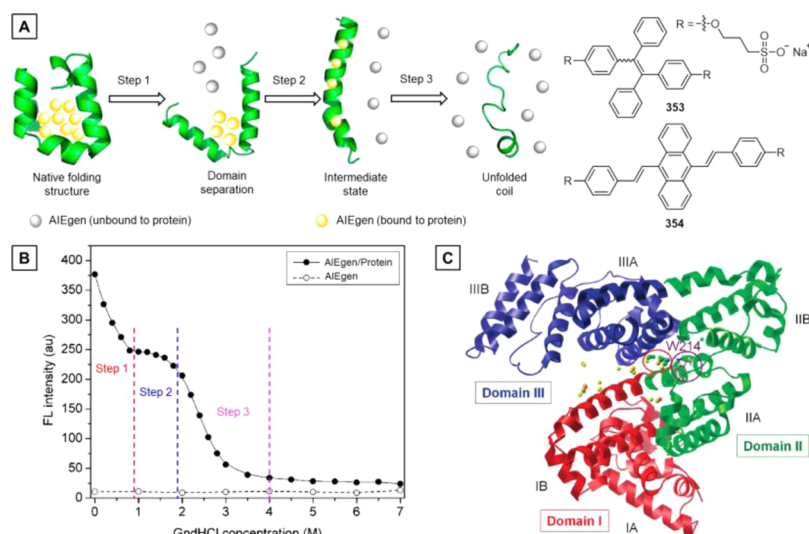 A
Step 1
Step 2
Step 3
Native folding
structure
Domain
separation
Intermediate
state
Unfolded
coil
AIEgen (unbound to protein)
AIEgen (bound to protein)
R =
O
O
S
O⁻
Na⁺
O
R
R
353
R
R
354
B
FL intensity (au)
400
350
300
250
200
150
100
50
0
AIEgen/Protein
AIEgen
Step 1
Step 2
Step 3
0 1 2 3 4 5 6 7
GndHCl concentration (M)
C
IIIA
IIIB
IIB
W214
Domain III
IIA
Domain II
IB
Domain I
IA